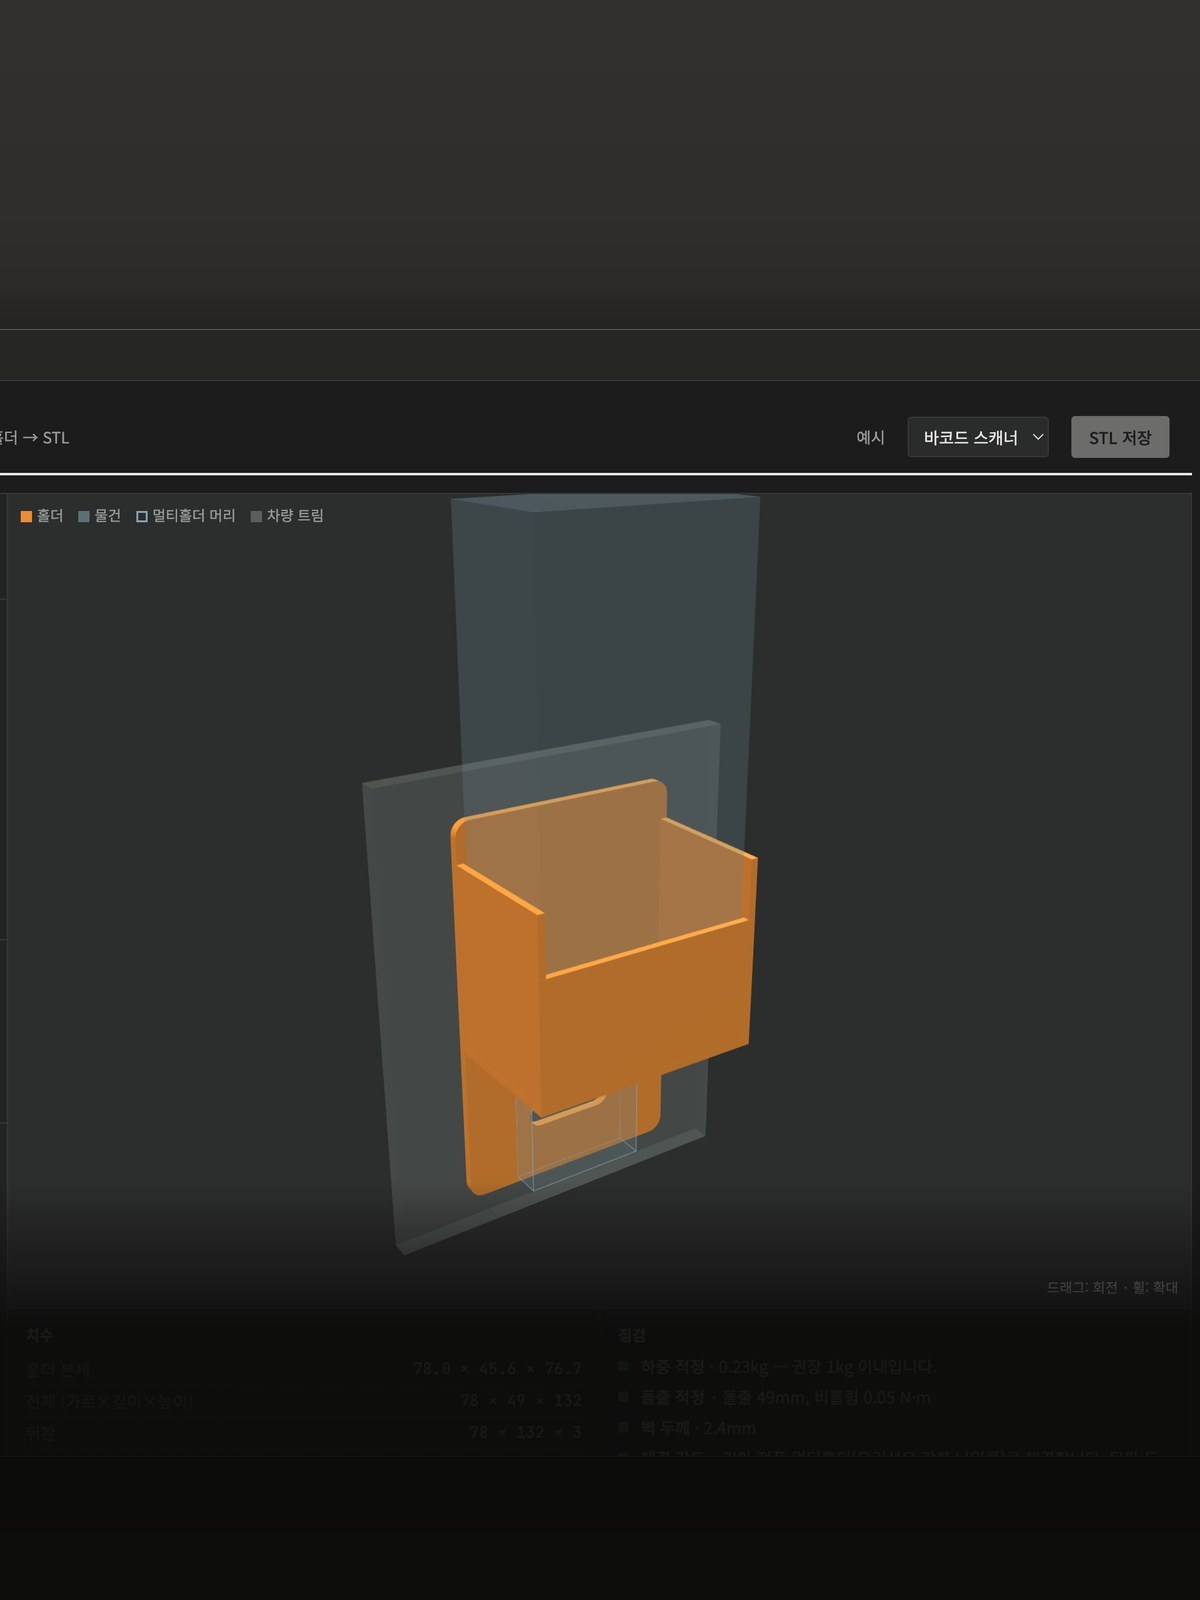 홀더 → STL
예시
바코드 스캐너
STL 저장
홀더 물건 멀티홀더 머리 차량 트림
드래그: 회전 · 휠: 확대
치수
홀더 본체 78.0 × 45.6 × 76.7
전체 (가로×깊이×높이) 78 × 49 × 132
뒤판 78 × 132 × 3
점검
하중 적정 · 0.23kg — 권장 1kg 이내입니다.
돌출 적정 · 돌출 49mm, 비틀림 0.05 N·m
벽 두께 · 2.4mm